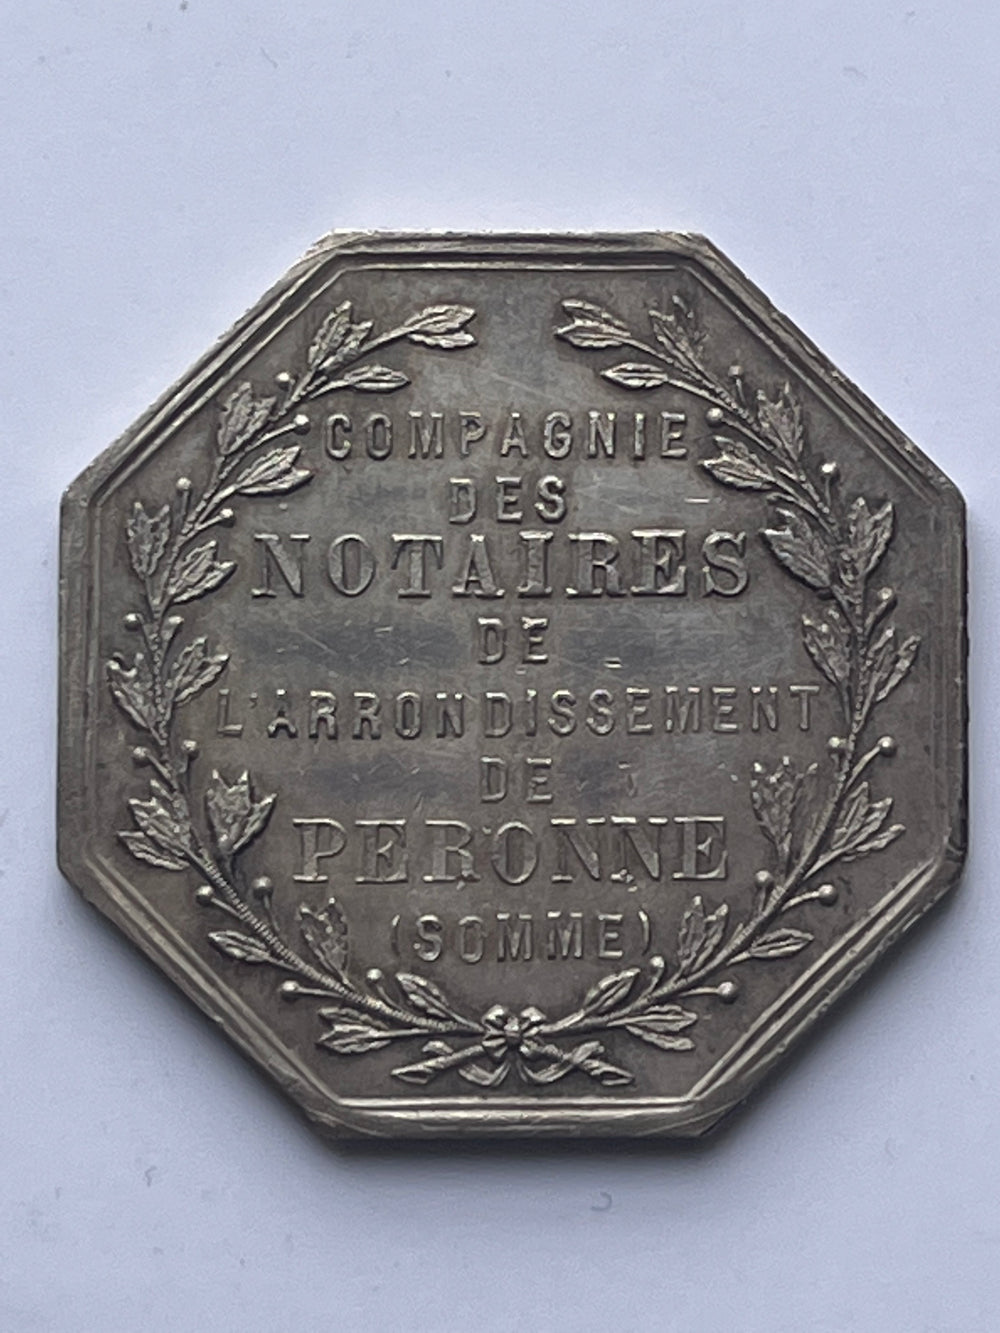 COMPAGNIE
DES
NOTAIRES
DE
L'ARRONDISSEMENT
DE
PERONNE
(SOMME)